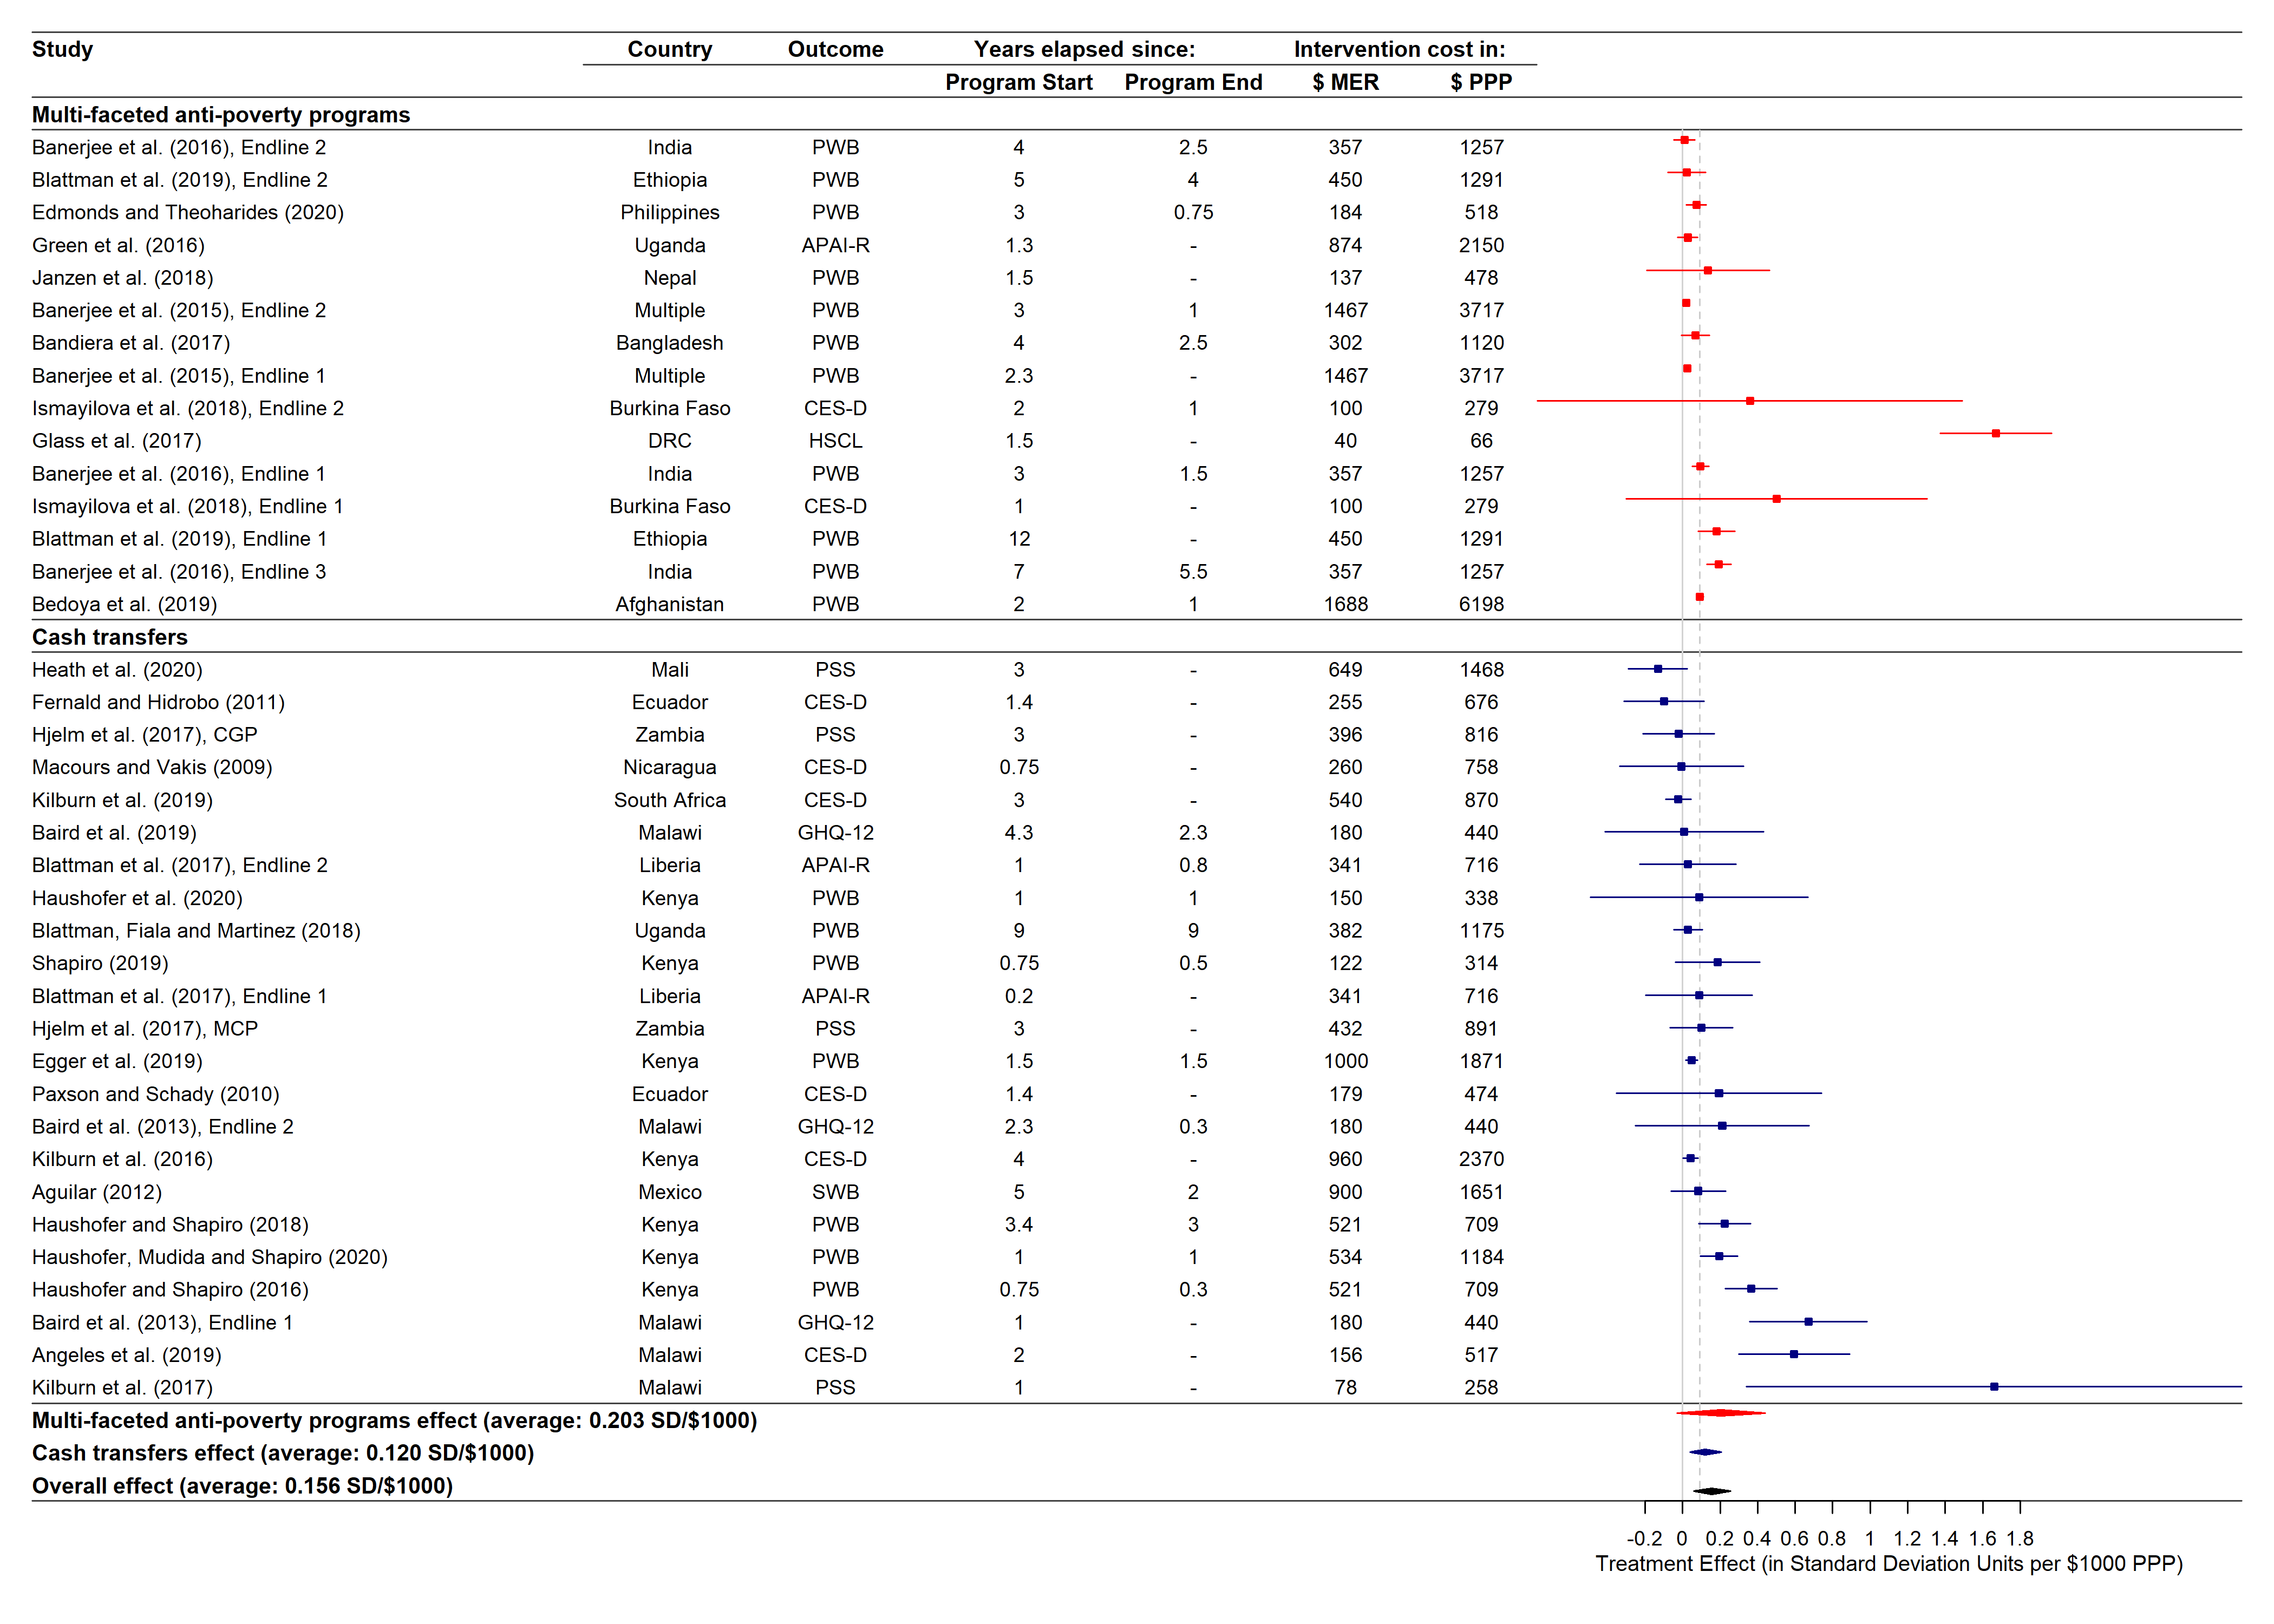 Study Country Outcome Years elapsed since: Intervention cost in:
Program Start Program End $ MER $ PPP
Multi-faceted anti-poverty programs
Banerjee et al. (2016), Endline 2 India PWB 4 2.5 357 1257
Blattman et al. (2019), Endline 2 Ethiopia PWB 5 4 450 1291
Edmonds and Theoharides (2020) Philippines PWB 3 0.75 184 518
Green et al. (2016) Uganda APAI-R 1.3 - 874 2150
Janzen et al. (2018) Nepal PWB 1.5 - 137 478
Banerjee et al. (2015), Endline 2 Multiple PWB 3 1 1467 3717
Bandiera et al. (2017) Bangladesh PWB 4 2.5 302 1120
Banerjee et al. (2015), Endline 1 Multiple PWB 2.3 - 1467 3717
Ismayilova et al. (2018), Endline 2 Burkina Faso CES-D 2 1 100 279
Glass et al. (2017) DRC HSCL 1.5 - 40 66
Banerjee et al. (2016), Endline 1 India PWB 3 1.5 357 1257
Ismayilova et al. (2018), Endline 1 Burkina Faso CES-D 1 - 100 279
Blattman et al. (2019), Endline 1 Ethiopia PWB 12 - 450 1291
Banerjee et al. (2016), Endline 3 India PWB 7 5.5 357 1257
Bedoya et al. (2019) Afghanistan PWB 2 1 1688 6198
Cash transfers
Heath et al. (2020) Mali PSS 3 - 649 1468
Fernald and Hidrobo (2011) Ecuador CES-D 1.4 - 255 676
Hjelm et al. (2017), CGP Zambia PSS 3 - 396 816
Macours and Vakis (2009) Nicaragua CES-D 0.75 - 260 758
Kilburn et al. (2019) South Africa CES-D 3 - 540 870
Baird et al. (2019) Malawi GHQ-12 4.3 2.3 180 440
Blattman et al. (2017), Endline 2 Liberia APAI-R 1 0.8 341 716
Haushofer et al. (2020) Kenya PWB 1 1 150 338
Blattman, Fiala and Martinez (2018) Uganda PWB 9 9 382 1175
Shapiro (2019) Kenya PWB 0.75 0.5 122 314
Blattman et al. (2017), Endline 1 Liberia APAI-R 0.2 - 341 716
Hjelm et al. (2017), MCP Zambia PSS 3 - 432 891
Egger et al. (2019) Kenya PWB 1.5 1.5 1000 1871
Paxson and Schady (2010) Ecuador CES-D 1.4 - 179 474
Baird et al. (2013), Endline 2 Malawi GHQ-12 2.3 0.3 180 440
Kilburn et al. (2016) Kenya CES-D 4 - 960 2370
Aguilar (2012) Mexico SWB 5 2 900 1651
Haushofer and Shapiro (2018) Kenya PWB 3.4 3 521 709
Haushofer, Mudida and Shapiro (2020) Kenya PWB 1 1 534 1184
Haushofer and Shapiro (2016) Kenya PWB 0.75 0.3 521 709
Baird et al. (2013), Endline 1 Malawi GHQ-12 1 - 180 440
Angeles et al. (2019) Malawi CES-D 2 - 156 517
Kilburn et al. (2017) Malawi PSS 1 - 78 258
Multi-faceted anti-poverty programs effect (average: 0.203 SD/$1000)
Cash transfers effect (average: 0.120 SD/$1000)
Overall effect (average: 0.156 SD/$1000)
-0.2 0 0.2 0.4 0.6 0.8 1 1.2 1.4 1.6 1.8
Treatment Effect (in Standard Deviation Units per $1000 PPP)